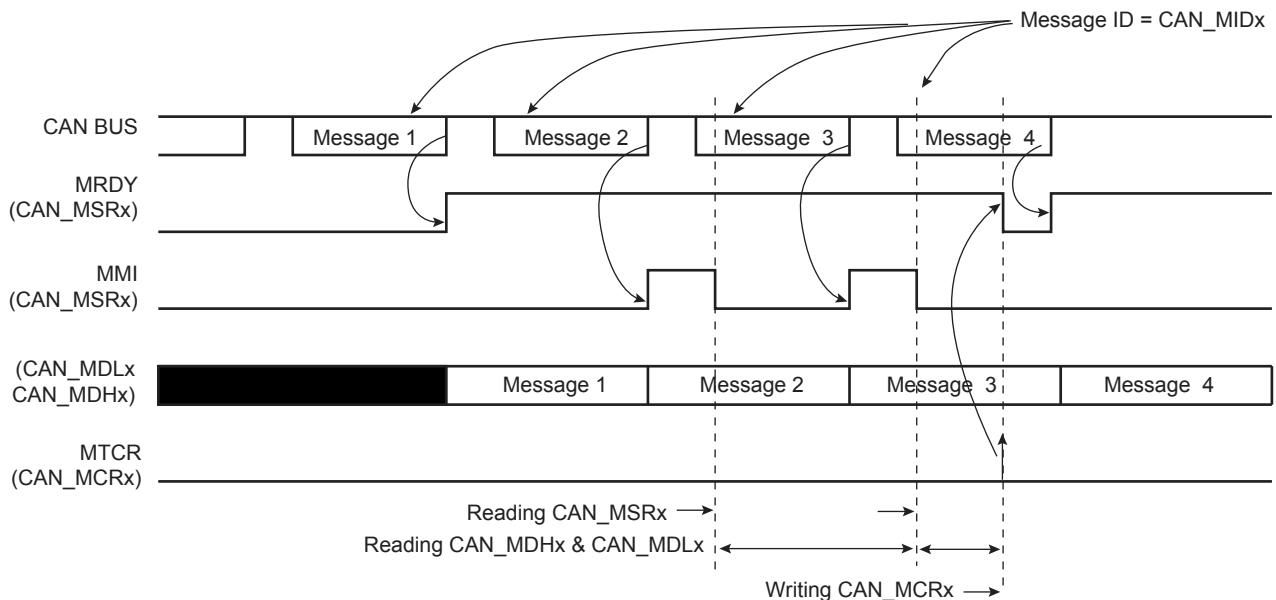 Message ID = CAN_MIDx
CAN BUS
Message 1
Message 2
Message 3
Message 4
MRDY
(CAN_MSRx)
MMI
(CAN_MSRx)
(CAN_MDLx
CAN_MDHx)
Message 1
Message 2
Message 3
Message 4
MTCR
(CAN_MCRx)
Reading CAN_MSRx
Reading CAN_MDHx & CAN_MDLx
Writing CAN_MCRx